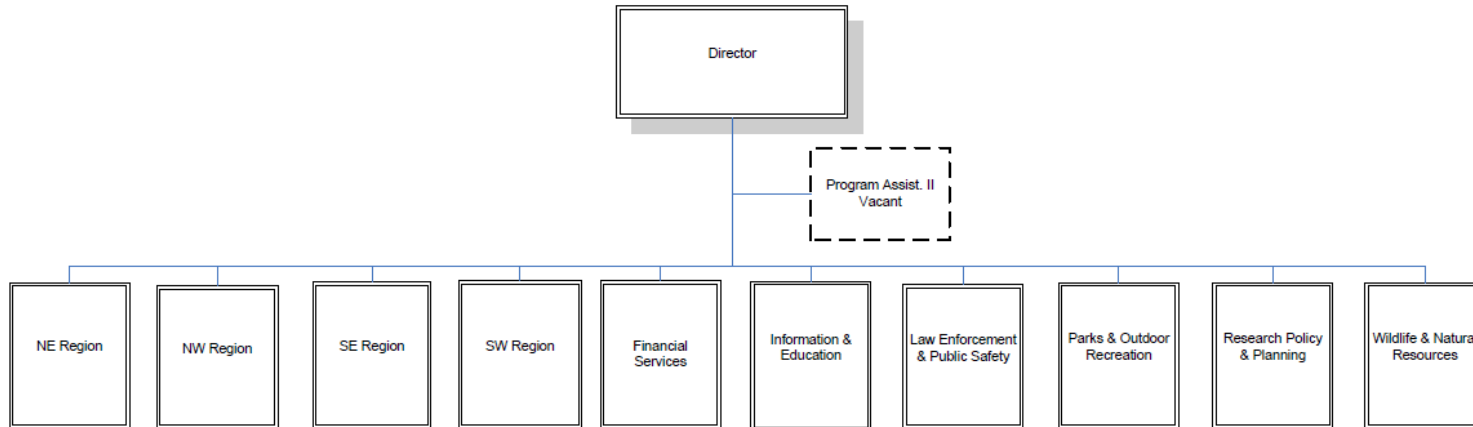 Director
Program Assist. II
Vacant
NE Region
NW Region
SE Region
SW Region
Financial
Services
Information &
Education
Law Enforcement
& Public Safety
Parks & Outdoor
Recreation
Research Policy
& Planning
Wildlife & Natural
Resources